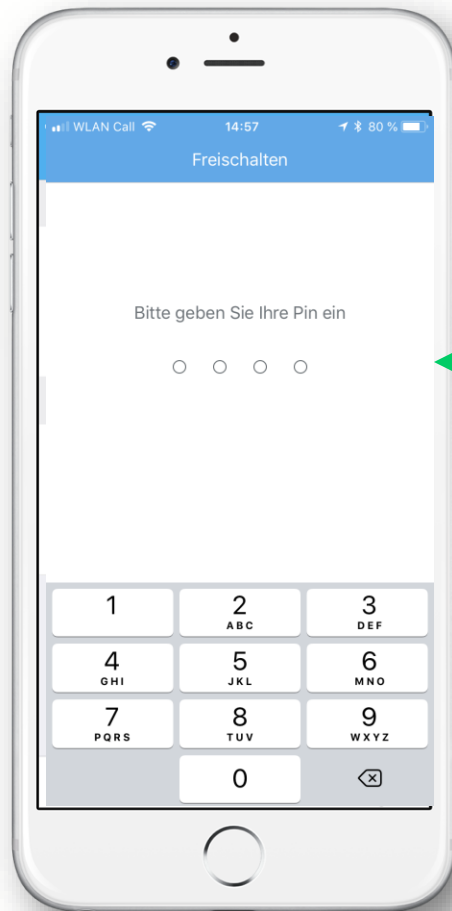 WLAN Call 14:57 80 %
Freischalten
Bitte geben Sie Ihre Pin ein
1 2 3
ABC DEF
4 5 6
GHI JKL MNO
7 8 9
PQRS TUV WXYZ
0